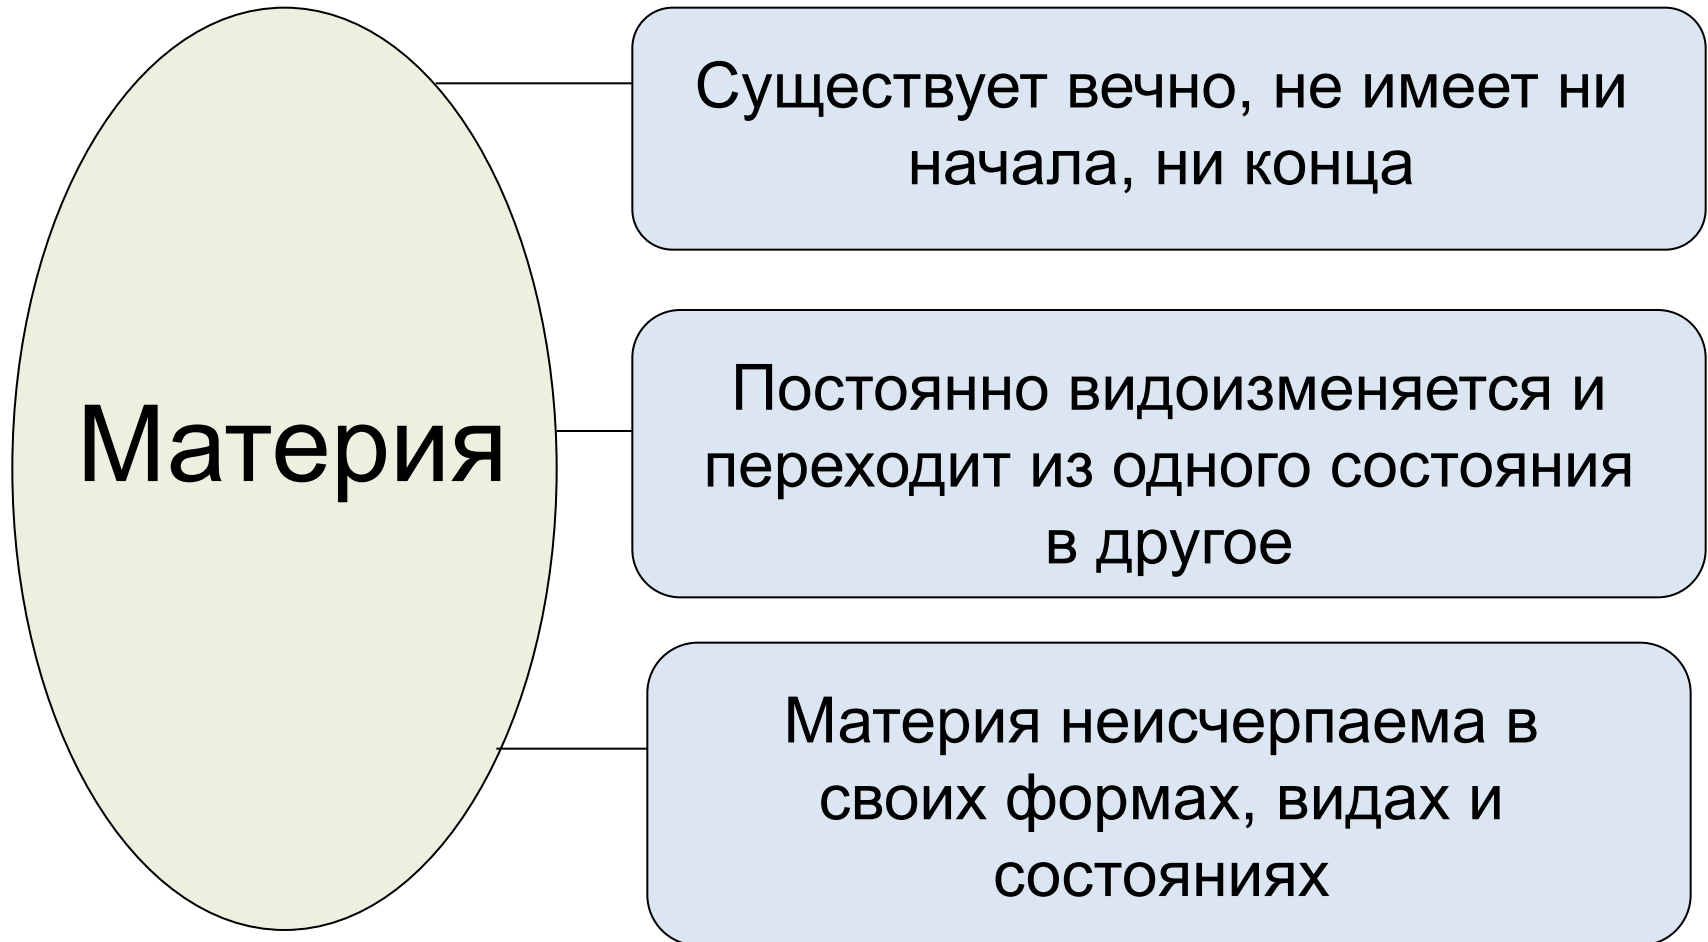 Материя
Существует вечно, не имеет ни
начала, ни конца
Постоянно видоизменяется и
переходит из одного состояния
в другое
Материя неисчерпаема в
своих формах, видах и
состояниях